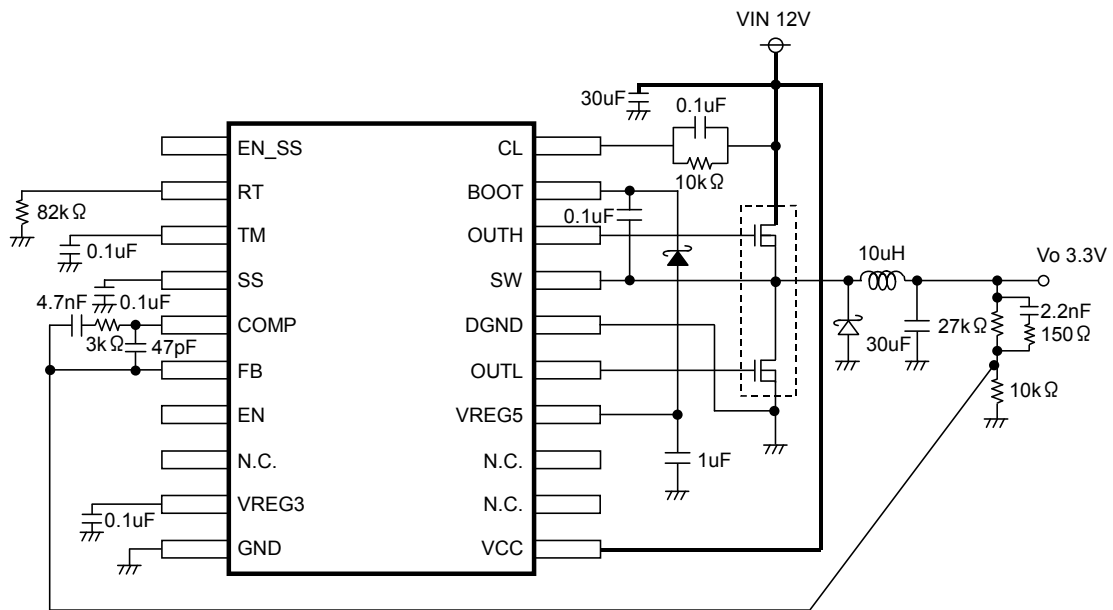 VIN 12V
30uF
0.1uF
10kΩ
EN_SS
CL
RT
BOOT
82kΩ
0.1uF
TM
OUTH
0.1uF
10uH
Vo 3.3V
SS
SW
4.7nF
0.1uF
2.2nF
COMP
DGND
3kΩ
47pF
30uF
27kΩ
150Ω
FB
OUTL
10kΩ
EN
VREG5
N.C.
N.C.
1uF
VREG3
N.C.
0.1uF
GND
VCC